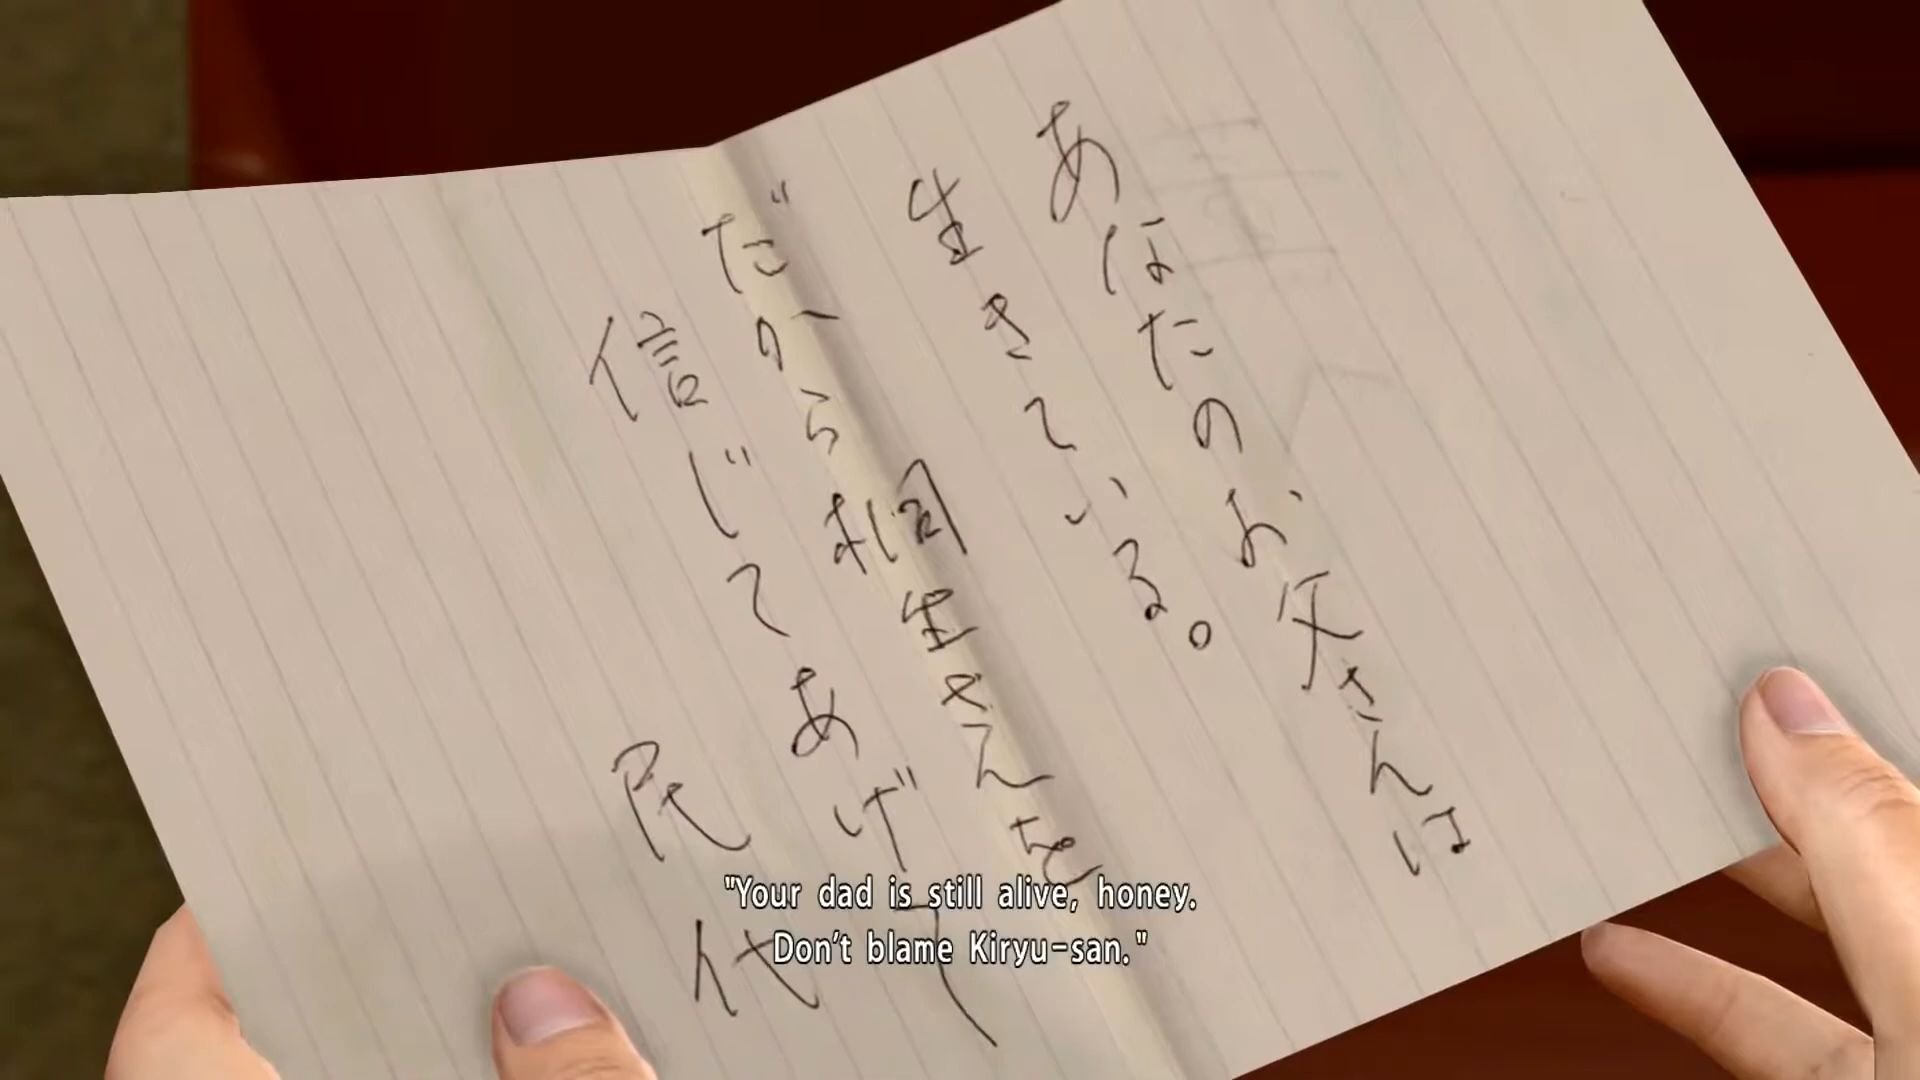 あなたのお父さんは
生きている。
だから桐生さんを
信じてあげて
民代
"Your dad is still alive, honey.
Don't blame Kiryu-san."